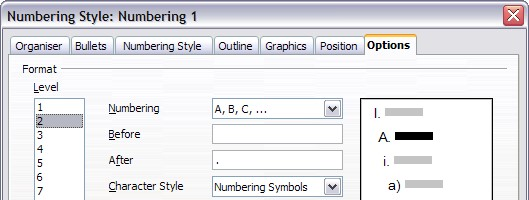 Numbering Style: Numbering 1
Organiser Bullets Numbering Style Outline Graphics Position Options
Format
Level
1
2
3
4
5
6
7
Numbering A, B, C, ...
Before
After .
Character Style Numbering Symbols
I.
A.
i.
a)